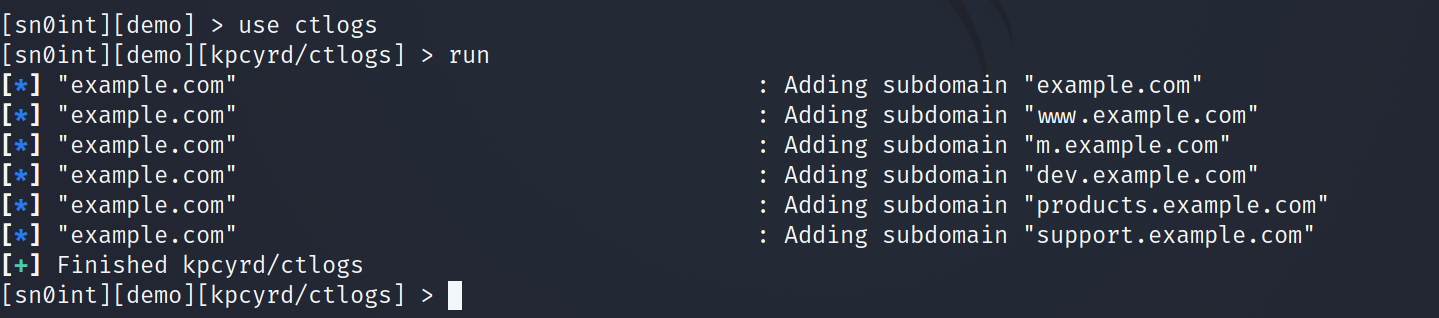 [sn0int][demo] > use ctlogs
[sn0int][demo][kpcyrd/ctlogs] > run
[*] "example.com" : Adding subdomain "example.com"
[*] "example.com" : Adding subdomain "www.example.com"
[*] "example.com" : Adding subdomain "m.example.com"
[*] "example.com" : Adding subdomain "dev.example.com"
[*] "example.com" : Adding subdomain "products.example.com"
[*] "example.com" : Adding subdomain "support.example.com"
[+] Finished kpcyrd/ctlogs
[sn0int][demo][kpcyrd/ctlogs] >